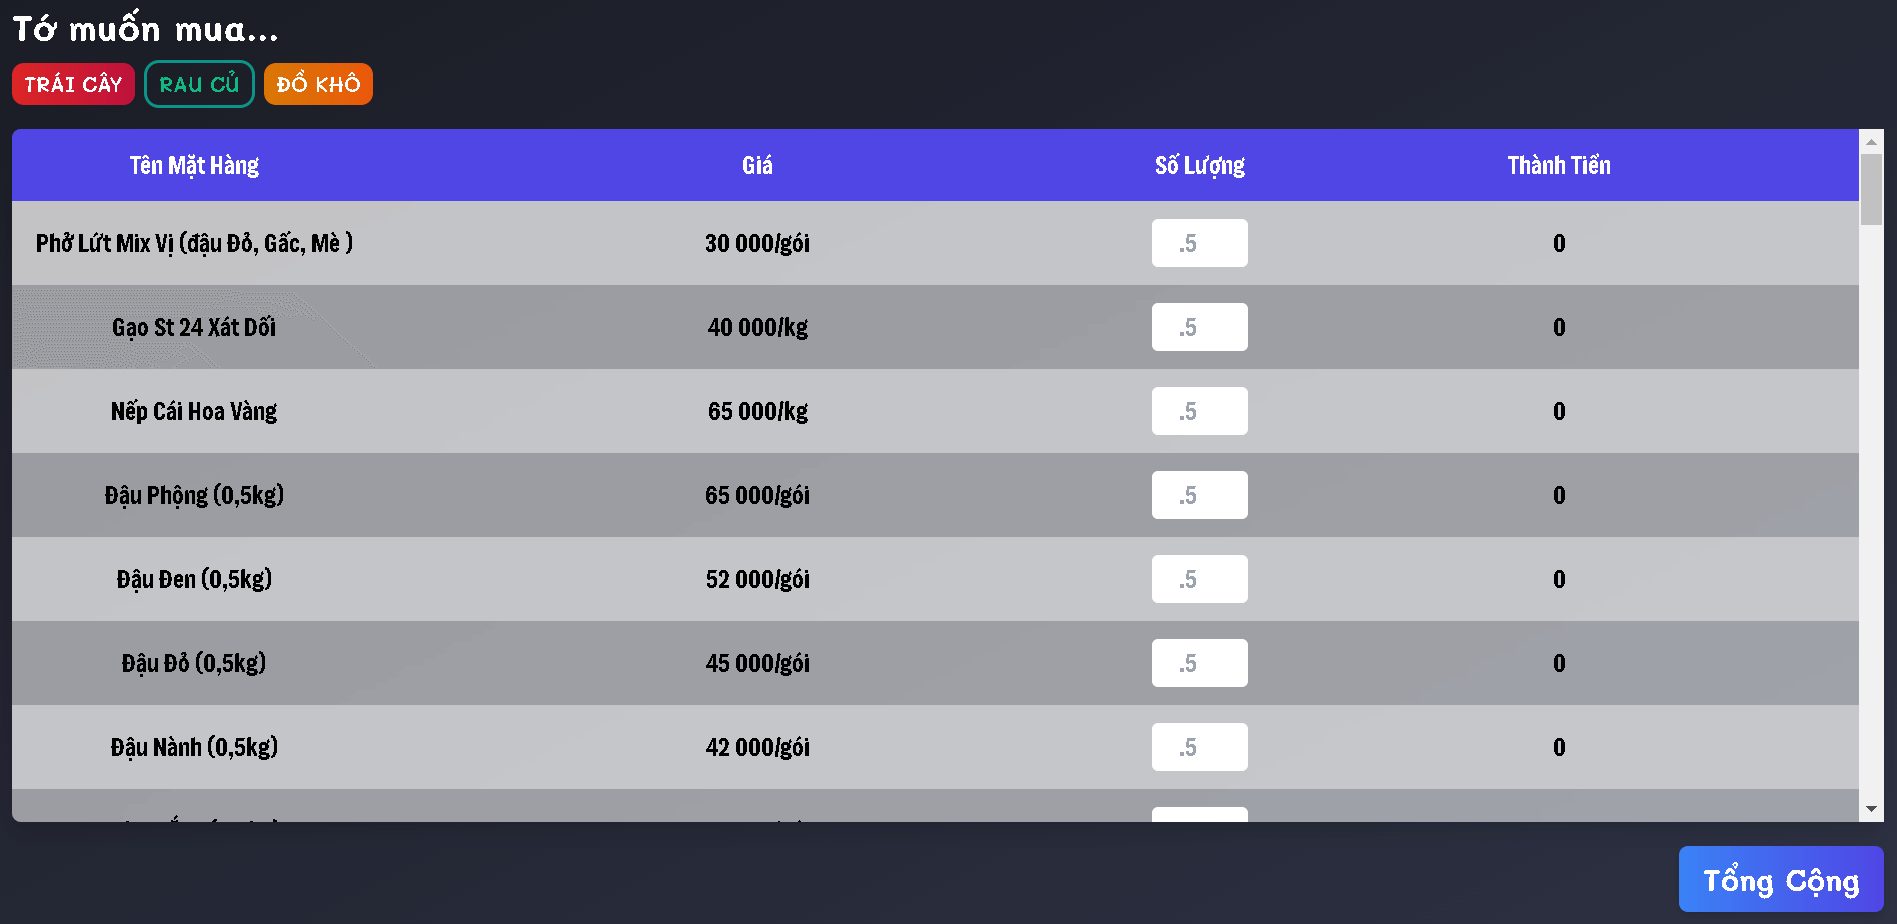 Tớ muốn mua...
TRÁI CÂY RAU CỦ ĐỒ KHÔ
Tên Mặt Hàng Giá Số Lượng Thành Tiền
Phở Lứt Mix Vị (đậu Đỏ, Gấc, Mè ) 30 000/gói .5 0
Gạo St 24 Xát Dối 40 000/kg .5 0
Nếp Cái Hoa Vàng 65 000/kg .5 0
Đậu Phộng (0,5kg) 65 000/gói .5 0
Đậu Đen (0,5kg) 52 000/gói .5 0
Đậu Đỏ (0,5kg) 45 000/gói .5 0
Đậu Nành (0,5kg) 42 000/gói .5 0
Tổng Cộng